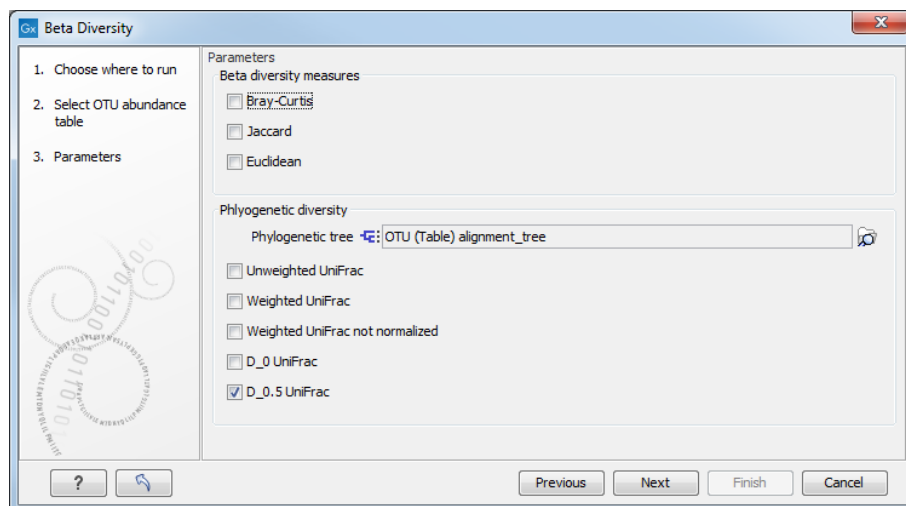 Gx Beta Diversity
1. Choose where to run
2. Select OTU abundance
table
3. Parameters
Parameters
Beta diversity measures
Bray-Curtis
Jaccard
Euclidean
Phlyogenetic diversity
Phylogenetic tree OTU (Table) alignment_tree
Unweighted UniFrac
Weighted UniFrac
Weighted UniFrac not normalized
D_0 UniFrac
D_0.5 UniFrac
? Previous Next Finish Cancel